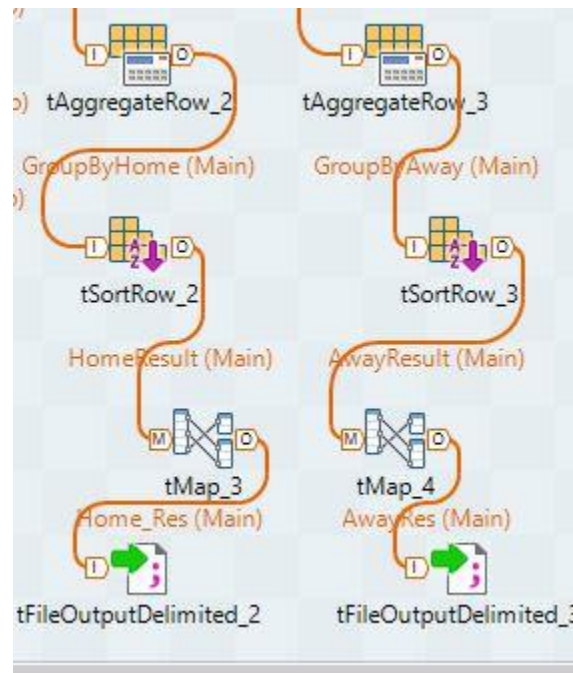 o)
tAggregateRow_2
tAggregateRow_3
GroupByHome (Main)
GroupByAway (Main)
o)
tSortRow_2
tSortRow_3
HomeResult (Main)
AwayResult (Main)
tMap_3
tMap_4
Home_Res (Main)
AwayRes (Main)
tFileOutputDelimited_2
tFileOutputDelimited_3